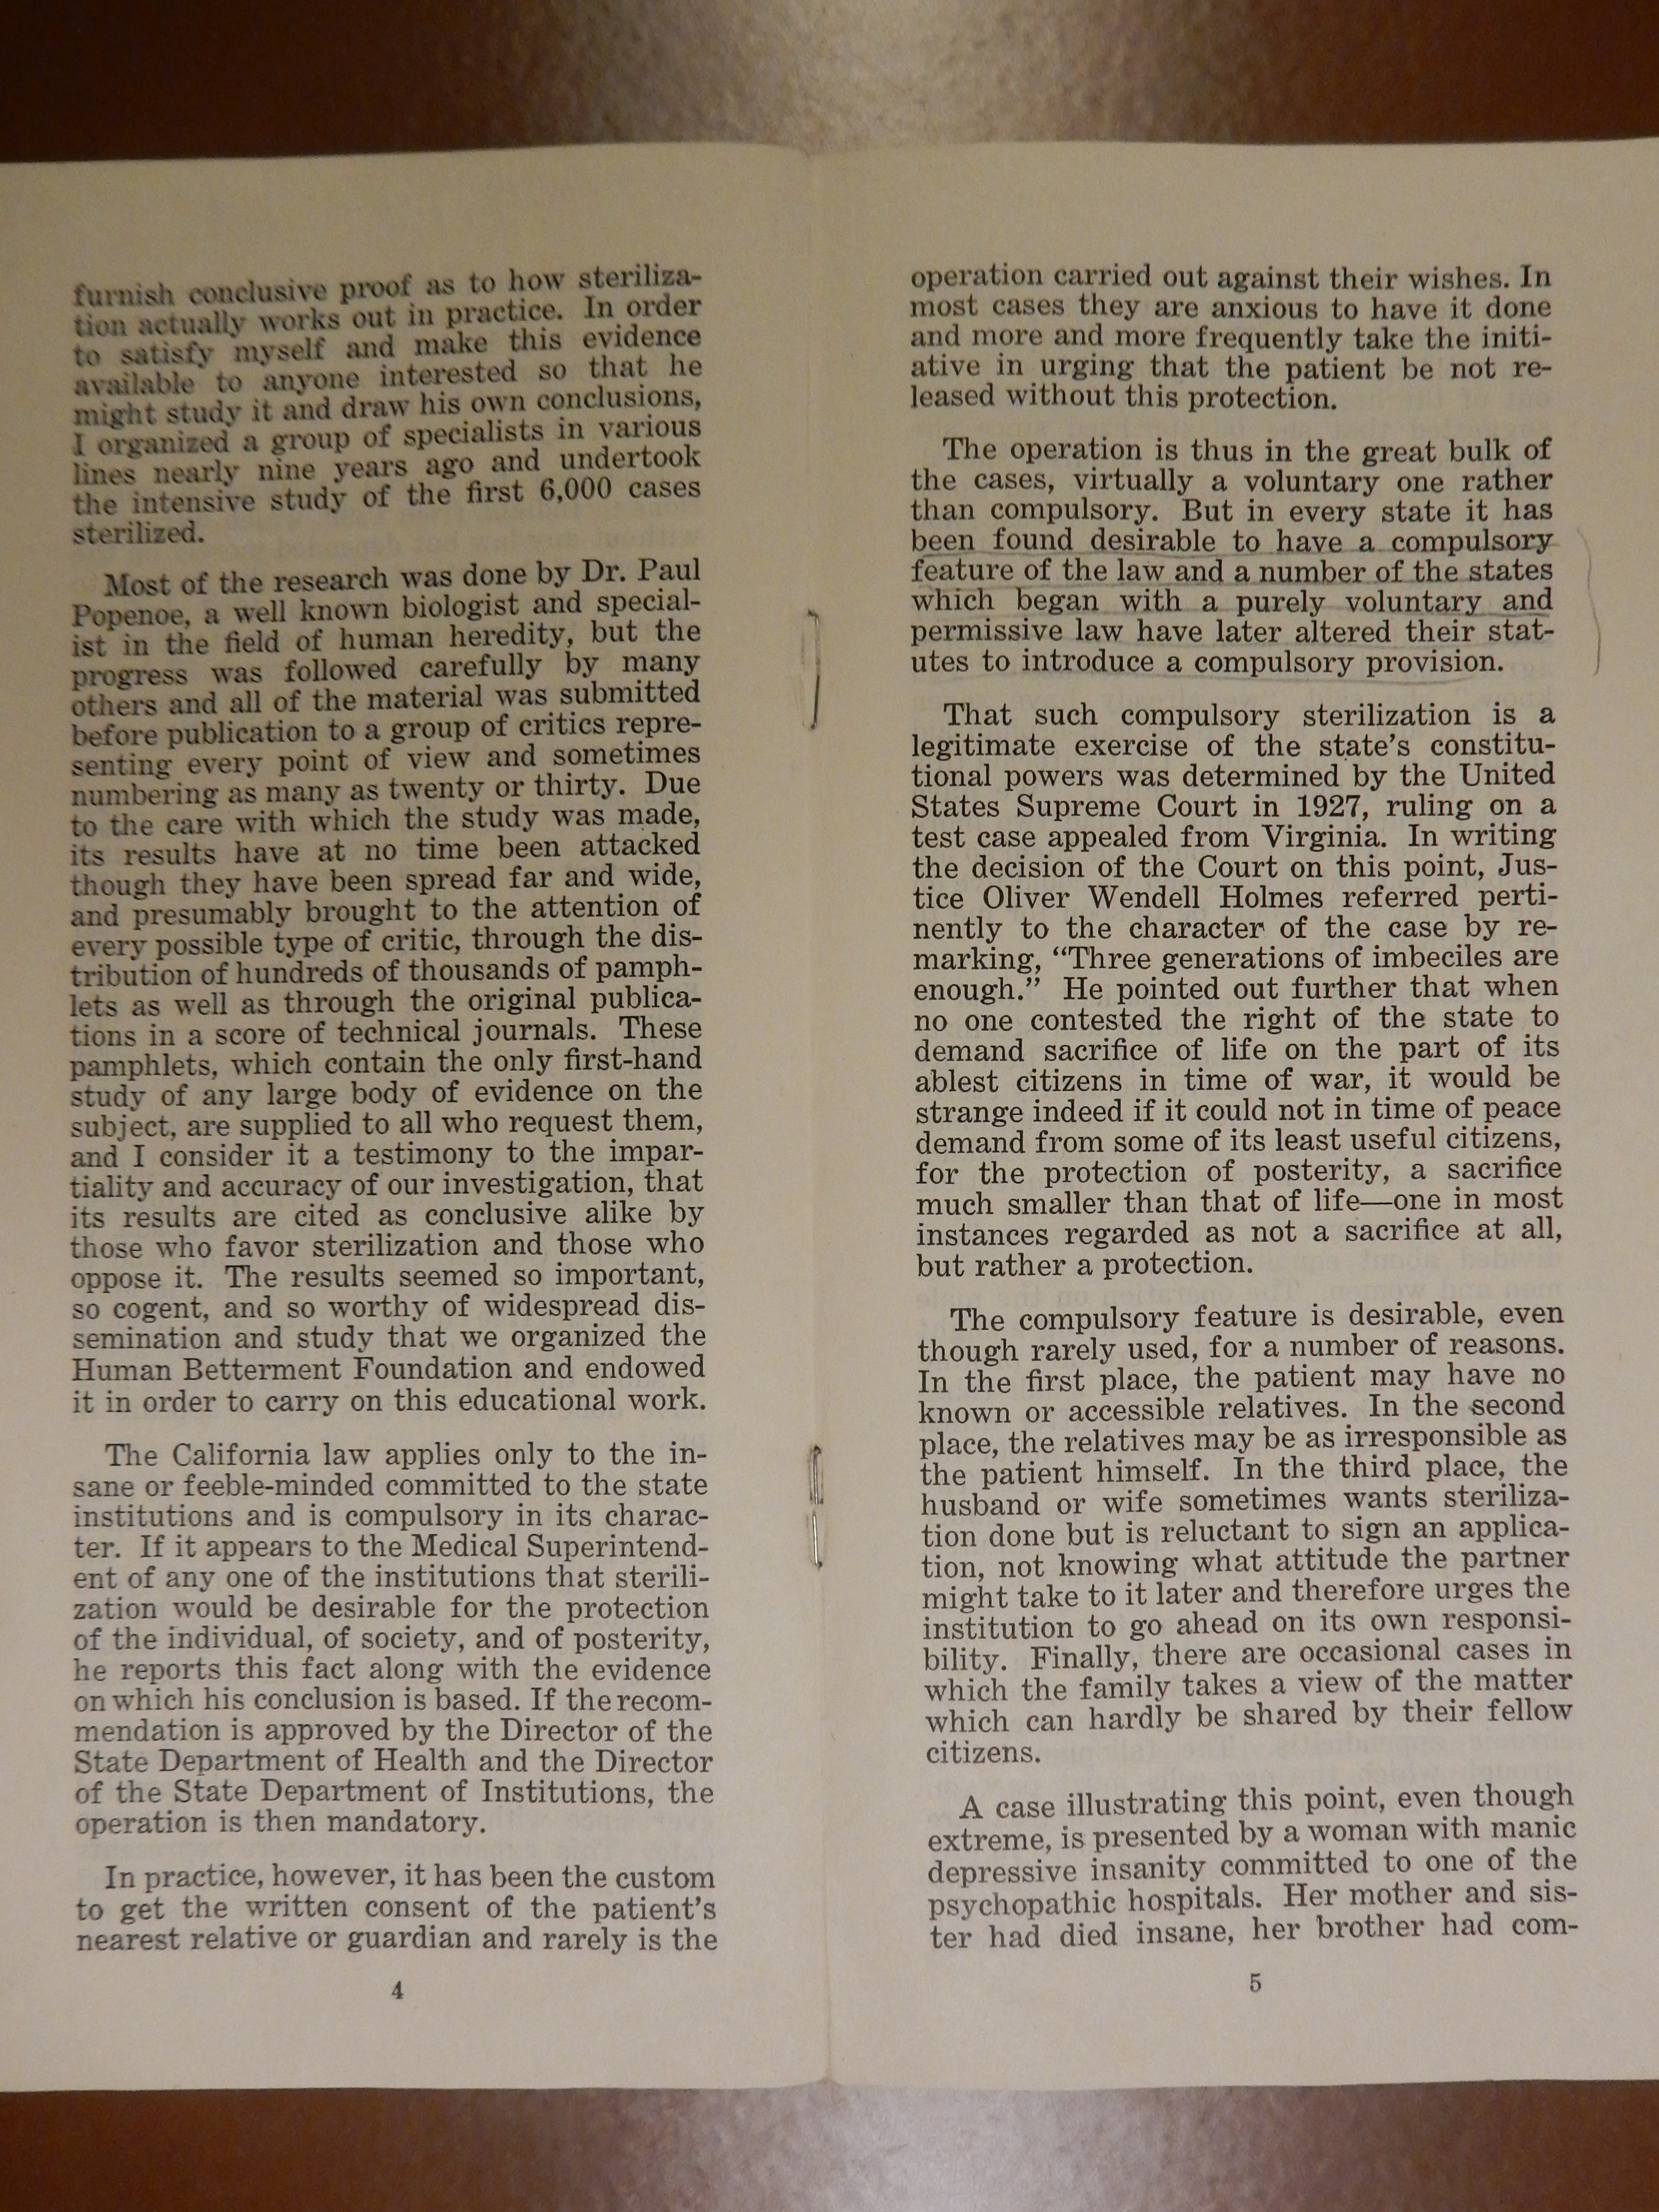 furnish conclusive proof as to how steriliza-
tion actually works out in practice. In order
to satisfy myself and make this evidence
available to anyone interested so that he
might study it and draw his own conclusions,
I organized a group of specialists in various
lines nearly nine years ago and undertook
the intensive study of the first 6,000 cases
sterilized.
Most of the research was done by Dr. Paul
Popenoe, a well known biologist and special-
ist in the field of human heredity, but the
progress was followed carefully by many
others and all of the material was submitted
before publication to a group of critics repre-
senting every point of view and sometimes
numbering as many as twenty or thirty. Due
to the care with which the study was made,
its results have at no time been attacked
though they have been spread far and wide,
and presumably brought to the attention of
every possible type of critic, through the dis-
tribution of hundreds of thousands of pamph-
lets as well as through the original publica-
tions in a score of technical journals. These
pamphlets, which contain the only first-hand
study of any large body of evidence on the
subject, are supplied to all who request them,
and I consider it a testimony to the impar-
tiality and accuracy of our investigation, that
its results are cited as conclusive alike by
those who favor sterilization and those who
oppose it. The results seemed so important,
so cogent, and so worthy of widespread dis-
semination and study that we organized the
Human Betterment Foundation and endowed
it in order to carry on this educational work.
The California law applies only to the in-
sane or feeble-minded committed to the state
institutions and is compulsory in its charac-
ter. If it appears to the Medical Superintend-
ent of any one of the institutions that sterili-
zation would be desirable for the protection
of the individual, of society, and of posterity,
he reports this fact along with the evidence
on which his conclusion is based. If the recom-
mendation is approved by the Director of the
State Department of Health and the Director
of the State Department of Institutions, the
operation is then mandatory.
In practice, however, it has been the custom
to get the written consent of the patient's
nearest relative or guardian and rarely is the
4
operation carried out against their wishes. In
most cases they are anxious to have it done
and more and more frequently take the initi-
ative in urging that the patient be not re-
leased without this protection.
The operation is thus in the great bulk of
the cases, virtually a voluntary one rather
than compulsory. But in every state it has
been found desirable to have a compulsory
feature of the law and a number of the states
which began with a purely voluntary and
permissive law have later altered their stat-
utes to introduce a compulsory provision.
That such compulsory sterilization is a
legitimate exercise of the state's constitu-
tional powers was determined by the United
States Supreme Court in 1927, ruling on a
test case appealed from Virginia. In writing
the decision of the Court on this point, Jus-
tice Oliver Wendell Holmes referred perti-
nently to the character of the case by re-
marking, “Three generations of imbeciles are
enough.” He pointed out further that when
no one contested the right of the state to
demand sacrifice of life on the part of its
ablest citizens in time of war, it would be
strange indeed if it could not in time of peace
demand from some of its least useful citizens,
for the protection of posterity, a sacrifice
much smaller than that of life—one in most
instances regarded as not a sacrifice at all,
but rather a protection.
The compulsory feature is desirable, even
though rarely used, for a number of reasons.
In the first place, the patient may have no
known or accessible relatives. In the second
place, the relatives may be as irresponsible as
the patient himself. In the third place, the
husband or wife sometimes wants steriliza-
tion done but is reluctant to sign an applica-
tion, not knowing what attitude the partner
might take to it later and therefore urges the
institution to go ahead on its own responsi-
bility. Finally, there are occasional cases in
which the family takes a view of the matter
which can hardly be shared by their fellow
citizens.
A case illustrating this point, even though
extreme, is presented by a woman with manic
depressive insanity committed to one of the
psychopathic hospitals. Her mother and sis-
ter had died insane, her brother had com-
5